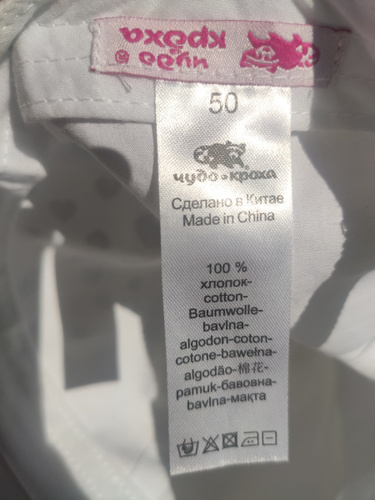 чудо ®
кроха
50
чудо кроха
Сделано в Китае
Made in China
100 %
хлопок-
cotton-
Baumwolle-
bavlna-
algodon-coton-
cotone-bawełna-
algodão-棉花-
pamuk-бавовна-
bavlna-мақта